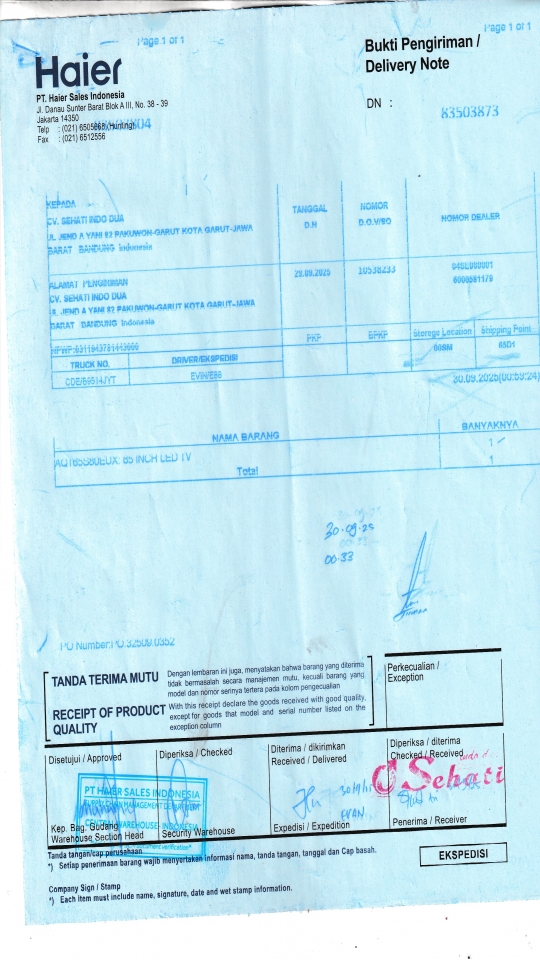 Page 1 of 1
Page 1 of 1
Haier
Bukti Pengiriman /
Delivery Note
PT. Haier Sales Indonesia
Jl. Danau Sunter Barat Blok A III, No. 38 - 39
Jakarta 14350
Telp : (021) 6505068 (Hunting)
Fax : (021) 6512556
DN :
83503873
KEPADA
CV. SEHATI INDO DUA
JL JEND A YANI 82 PAKUWON-GARUT KOTA GARUT-JAWA
BARAT BANDUNG Indonesia
TANGGAL
D.N
NOMOR
D.O.V/SO
NOMOR DEALER
ALAMAT PENGIRIMAN
CV. SEHATI INDO DUA
JL JEND A YANI 82 PAKUWON-GARUT KOTA GARUT-JAWA
BARAT BANDUNG Indonesia
29.09.2025
10538233
PKP
Storage Location
Shipping Point
TRUCK NO.
DRIVER/EKSPEDISI
30.09.2025(00:59:24)
NAMA BARANG
BANYAKNYA
85 INCH LED TV
1
Total
1
30-09-25
00.33
PO Number:PO.32509.0352
TANDA TERIMA MUTU
Dengan lembaran ini juga, menyatakan bahwa barang yang diterima
tidak bermasalah secara manajemen mutu, kecuali barang yang
model dan nomor serinya tertera pada kolom pengecualian
RECEIPT OF PRODUCT
QUALITY
With this receipt declare the goods received with good quality,
except for goods that model and serial number listed on the
exception column
Perkecualian /
Exception
Disetujui / Approved
Diperiksa / Checked
Diterima / dikirimkan
Received / Delivered
Diperiksa / diterima
Checked / Received
PT HAIER SALES INDONESIA
SUPPLY CHAIN MANAGEMENT DEPARTMENT
Sehati
Kep. Bag. Gudang
Warehouse Section Head
Security Warehouse
Expedisi / Expedition
Penerima / Receiver
Tanda tangan/cap perusahaan
*) Setiap penerimaan barang wajib menyertakan informasi nama, tanda tangan, tanggal dan Cap basah.
EKSPEDISI
Company Sign / Stamp
*) Each item must include name, signature, date and wet stamp information.